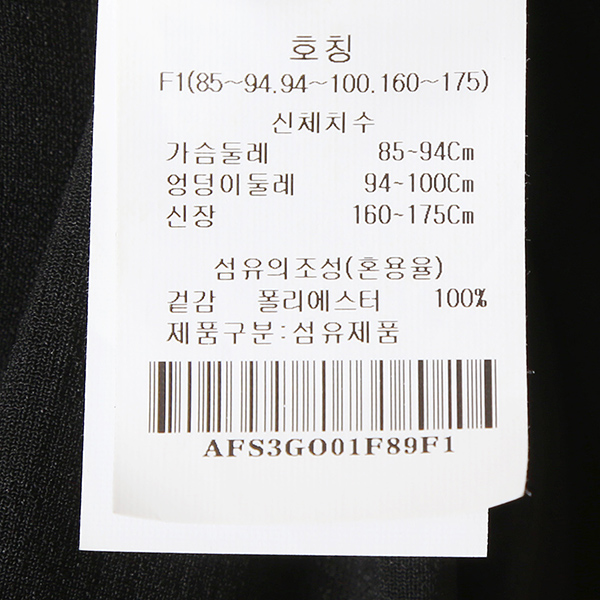 호칭
F1(85~94.94~100.160~175)
신체치수
가슴둘레 85~94Cm
엉덩이둘레 94~100Cm
신장 160~175Cm
섬유의조성(혼용율)
겉감 폴리에스터 100%
제품구분:섬유제품
AFS3GO01F89F1